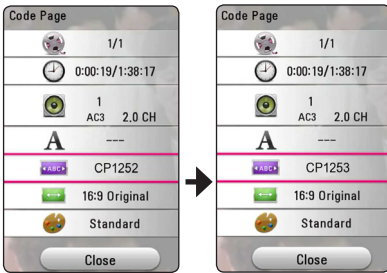 Code Page
1/1
0:00:19/1:38:17
1
AC3 2.0 CH
A ---
ABC CP1252
16:9 Original
Standard
Close
Code Page
1/1
0:00:19/1:38:17
1
AC3 2.0 CH
A ---
ABC CP1253
16:9 Original
Standard
Close